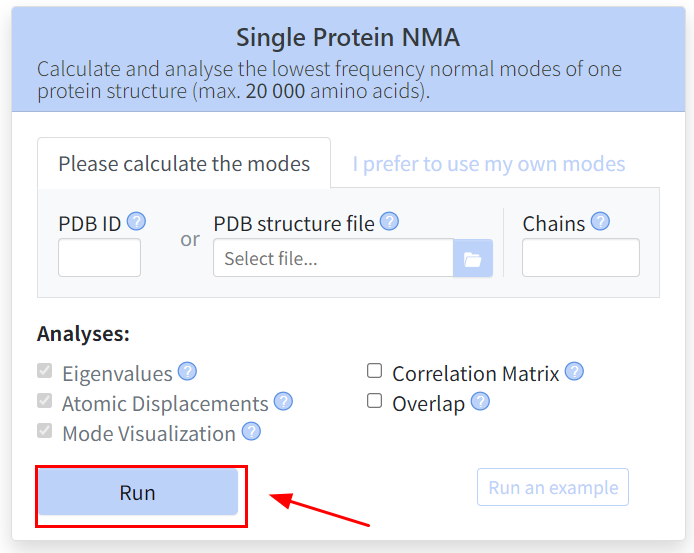 Single Protein NMA
Calculate and analyse the lowest frequency normal modes of one
protein structure (max. 20 000 amino acids).
Please calculate the modes
I prefer to use my own modes
PDB ID ?
or
PDB structure file ?
Chains ?
Select file...
Analyses:
Eigenvalues ?
Correlation Matrix ?
Atomic Displacements ?
Overlap ?
Mode Visualization ?
Run
Run an example